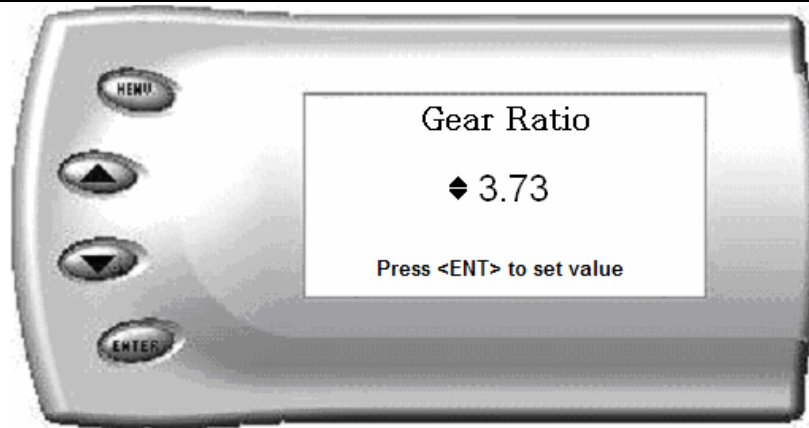 MENU
Gear Ratio
3.73
Press <ENT> to set value
ENTER